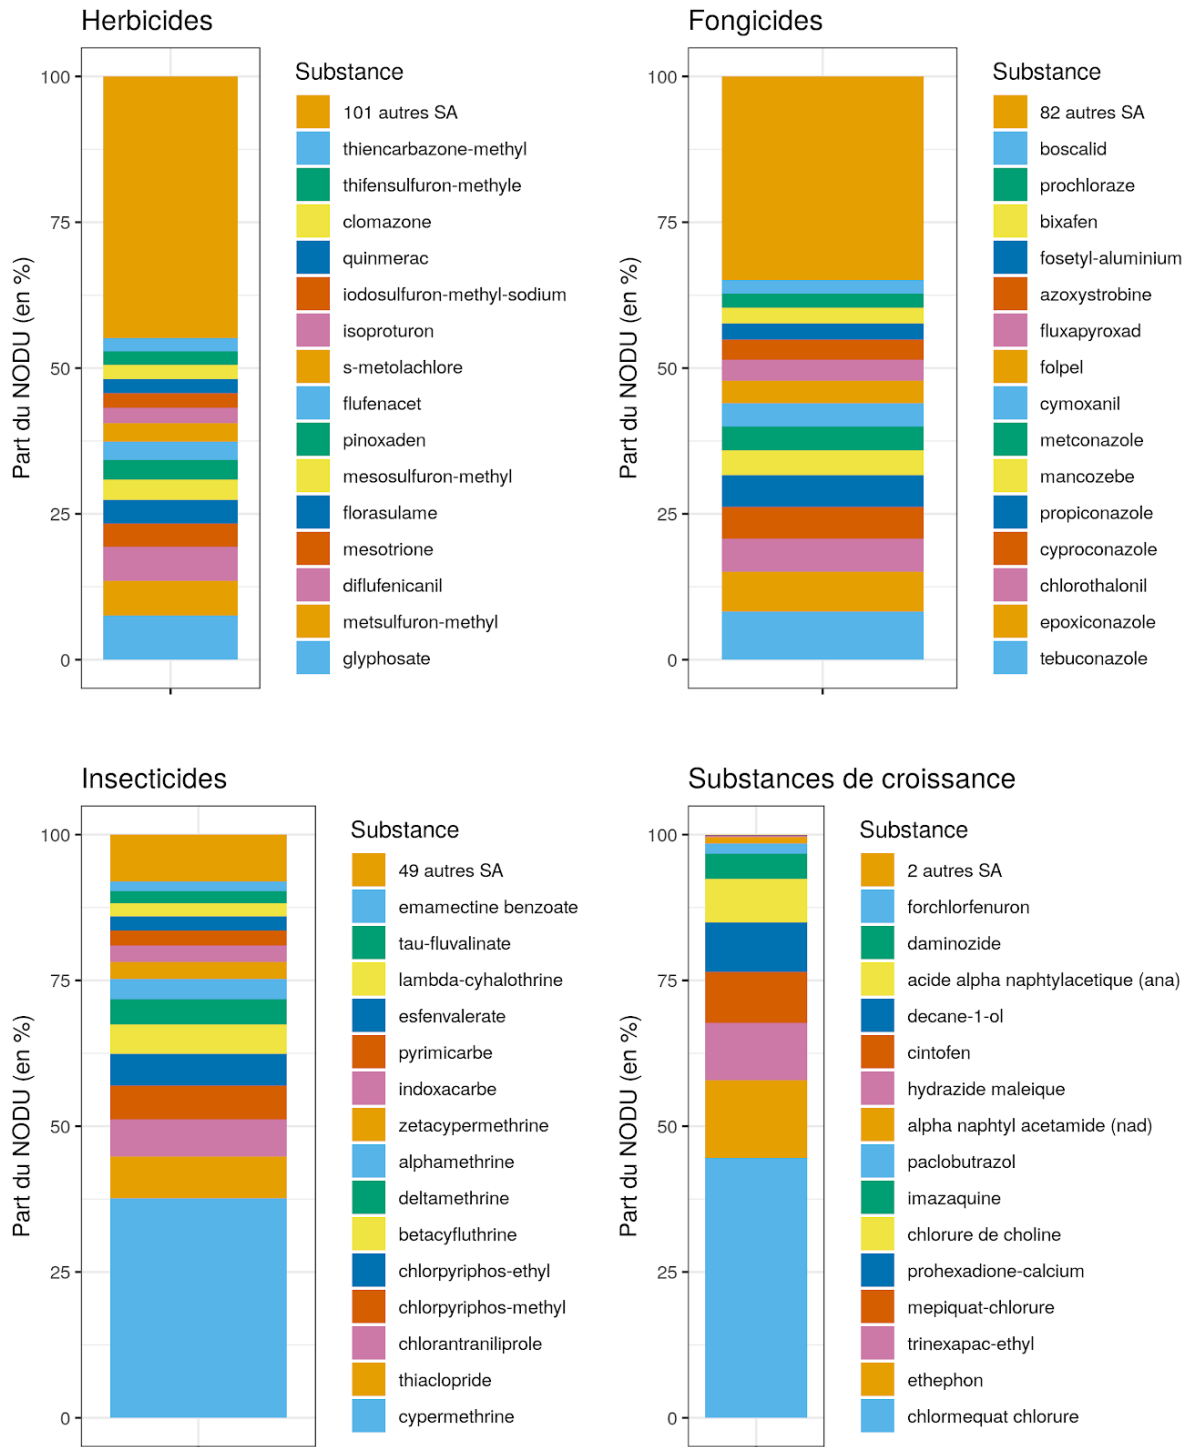 Herbicides
Part du NODU (en %)
100
75
50
25
0
Substance
101 autres SA
thiencarbazone-methyl
thifensulfuron-methyle
clomazone
quinmerac
iodosulfuron-methyl-sodium
isoproturon
s-metolachlore
flufenacet
pinoxaden
mesosulfuron-methyl
florasulame
mesotrione
diflufenicanil
metsulfuron-methyl
glyphosate
Fongicides
Part du NODU (en %)
100
75
50
25
0
Substance
82 autres SA
boscalid
prochloraze
bixafen
fosetyl-aluminium
azoxystrobine
fluxapyroxad
folpel
cymoxanil
metconazole
mancozebe
propiconazole
cyproconazole
chlorothalonil
epoxiconazole
tebuconazole
Insecticides
Part du NODU (en %)
100
75
50
25
0
Substance
49 autres SA
emamectine benzoate
tau-fluvalinate
lambda-cyhalothrine
esfenvalerate
pyrimicarbe
indoxacarbe
zetacypermethrine
alphamethrine
deltamethrine
betacyfluthrine
chlorpyriphos-ethyl
chlorpyriphos-methyl
chlorantraniliprole
thiaclopride
cypermethrine
Substances de croissance
Part du NODU (en %)
100
75
50
25
0
Substance
2 autres SA
forchlorfenuron
daminozide
acide alpha naphtylacetique (ana)
decane-1-ol
cintofen
hydrazide maleique
alpha naphtyl acetamide (nad)
paclobutrazol
imazaquine
chlorure de choline
prohexadione-calcium
mepiquat-chlorure
trinexapac-ethyl
ethephon
chlormequat chlorure